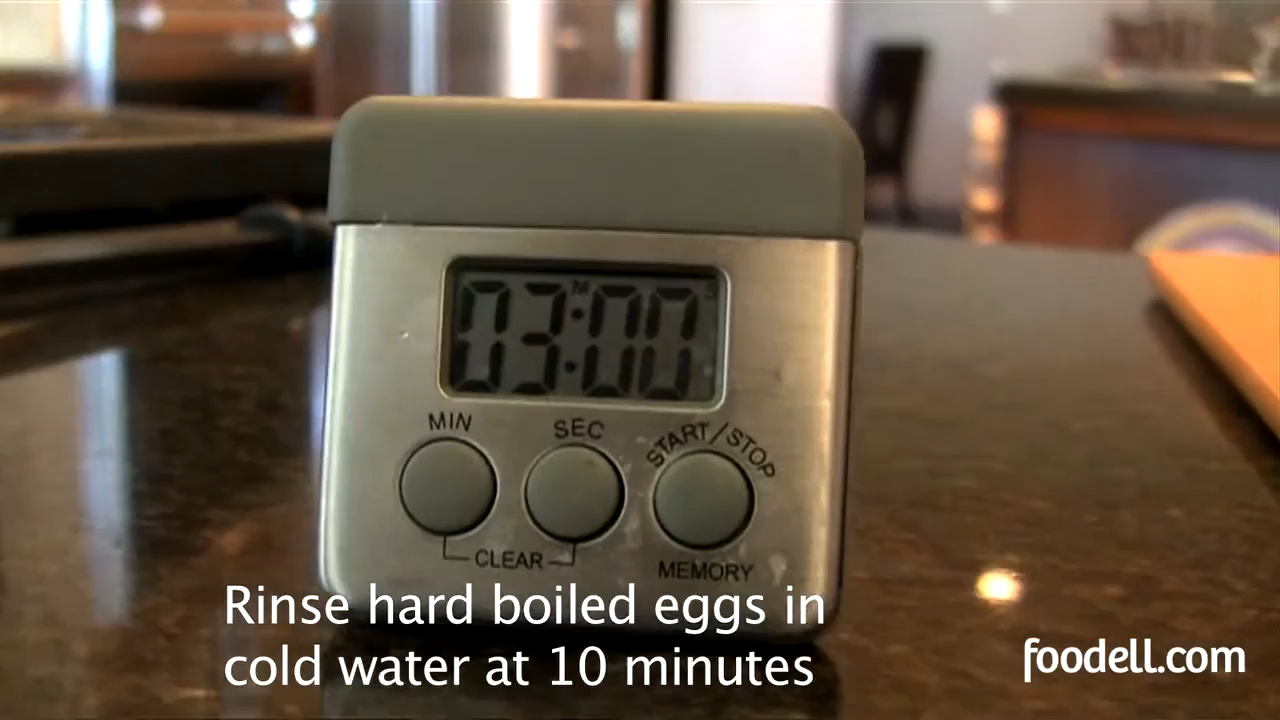 03:00
M
S
MIN
SEC
START/STOP
CLEAR
MEMORY
Rinse hard boiled eggs in
cold water at 10 minutes
foodell.com